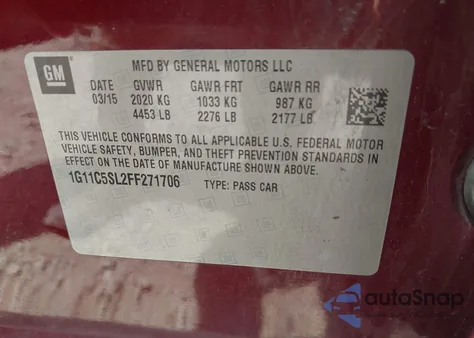 GM
MFD BY GENERAL MOTORS LLC
DATE GVWR GAWR FRT GAWR RR
03/15 2020 KG 1033 KG 987 KG
4453 LB 2276 LB 2177 LB
THIS VEHICLE CONFORMS TO ALL APPLICABLE U.S. FEDERAL MOTOR
VEHICLE SAFETY, BUMPER, AND THEFT PREVENTION STANDARDS IN
EFFECT ON THE DATE OF MANUFACTURE SHOWN ABOVE.
1G11C5SL2FF271706 TYPE: PASS CAR
autoSnap